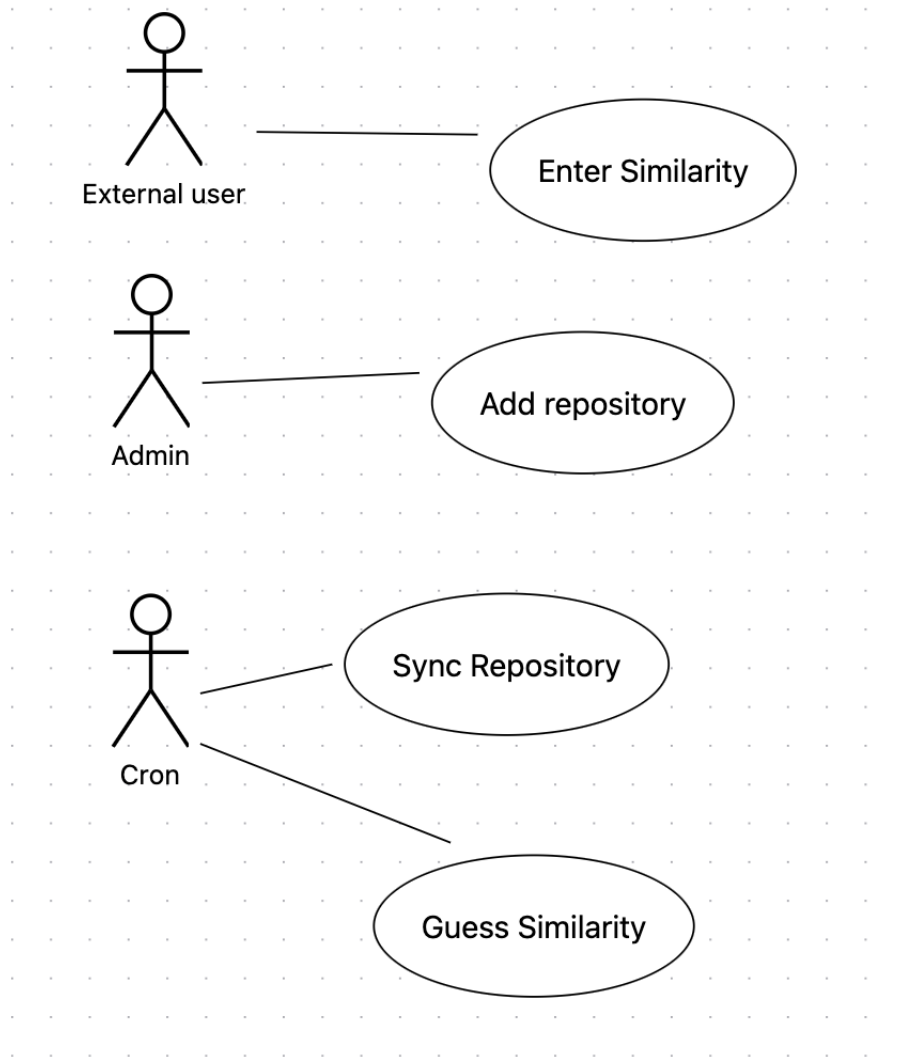 External user
Enter Similarity
Admin
Add repository
Cron
Sync Repository
Guess Similarity